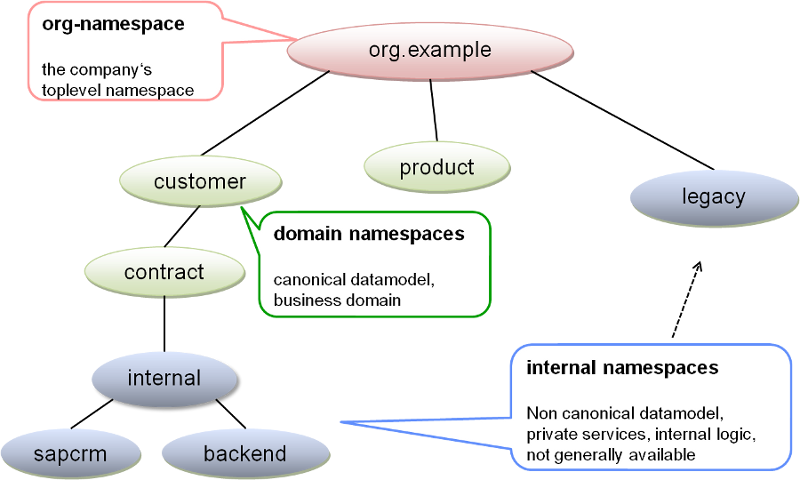 org-namespace
the company‘s
toplevel namespace
org.example
customer
product
legacy
domain namespaces
canonical datamodel,
business domain
contract
internal
internal namespaces
Non canonical datamodel,
private services, internal logic,
not generally available
sapcrm
backend